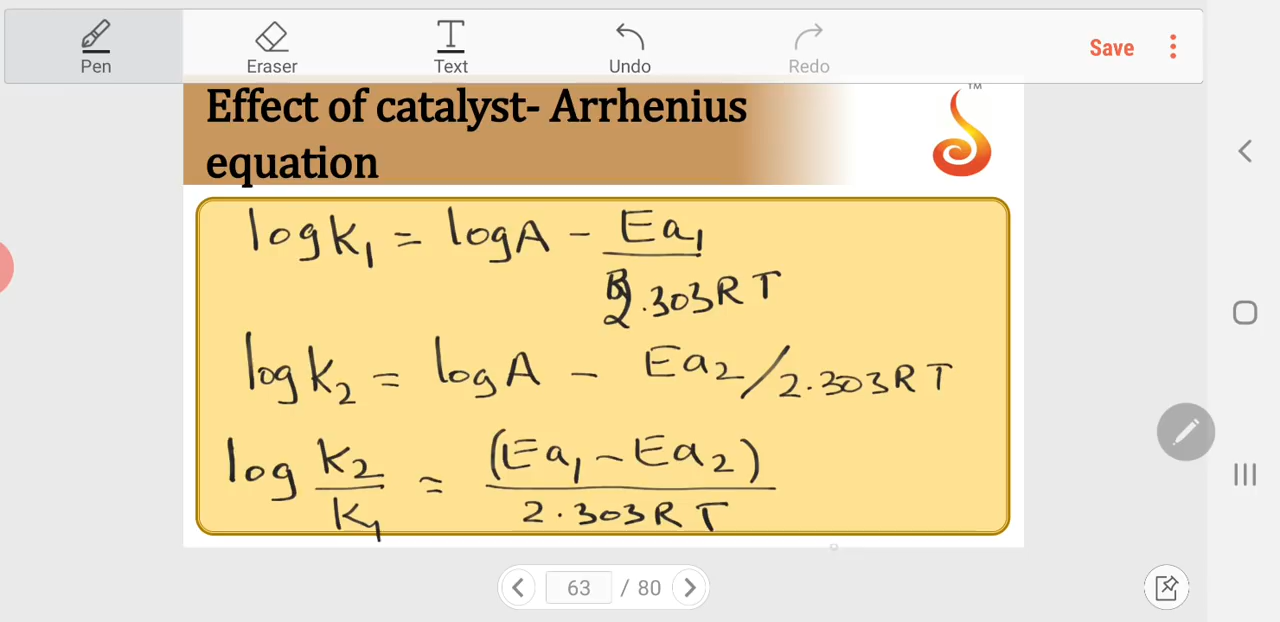 Pen Eraser Text Undo Redo Save
Effect of catalyst- Arrhenius
equation
TM
log k₁ = log A - Ea₁
2.303RT
log k₂ = log A - Ea₂/2.303RT
log k₂ = (Ea₁ - Ea₂)
k₁ 2.303RT
63 / 80